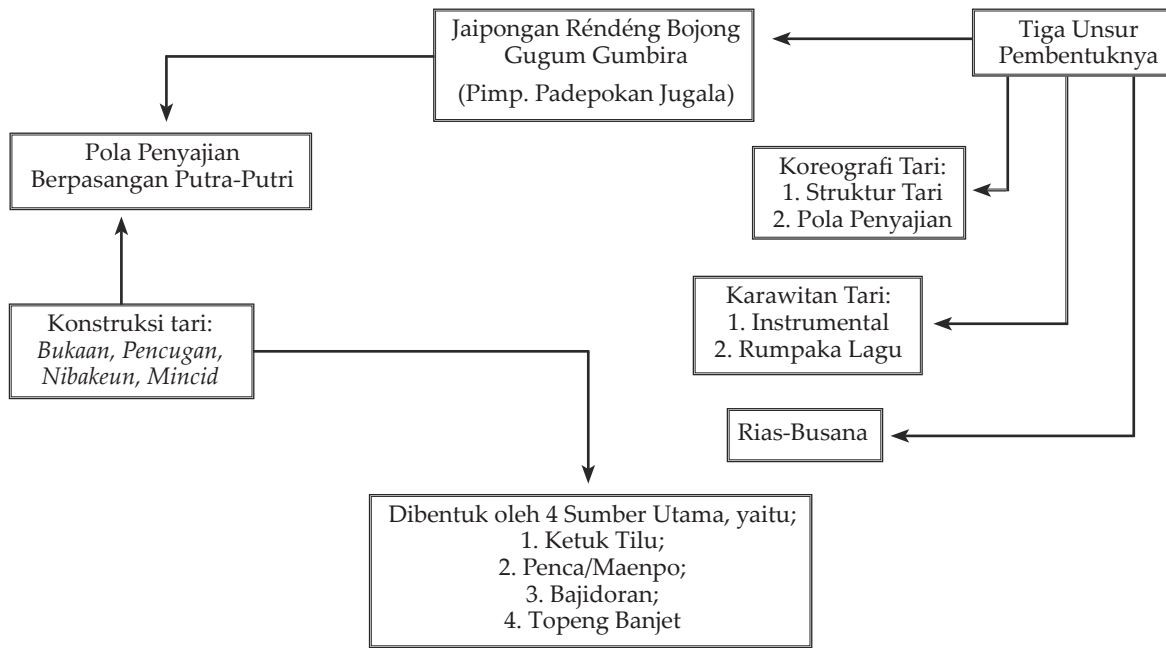 Jaipongan Réndéng Bojong
Gugum Gumbira
(Pimp. Padepokan Jugala)
Tiga Unsur
Pembentuknya
Pola Penyajian
Berpasangan Putra-Putri
Koreografi Tari:
1. Struktur Tari
2. Pola Penyajian
Konstruksi tari:
Bukaan, Pencugan,
Nibakeun, Mincid
Karawitan Tari:
1. Instrumental
2. Rumpaka Lagu
Rias-Busana
Dibentuk oleh 4 Sumber Utama, yaitu;
1. Ketuk Tilu;
2. Penca/Maenpo;
3. Bajidoran;
4. Topeng Banjet